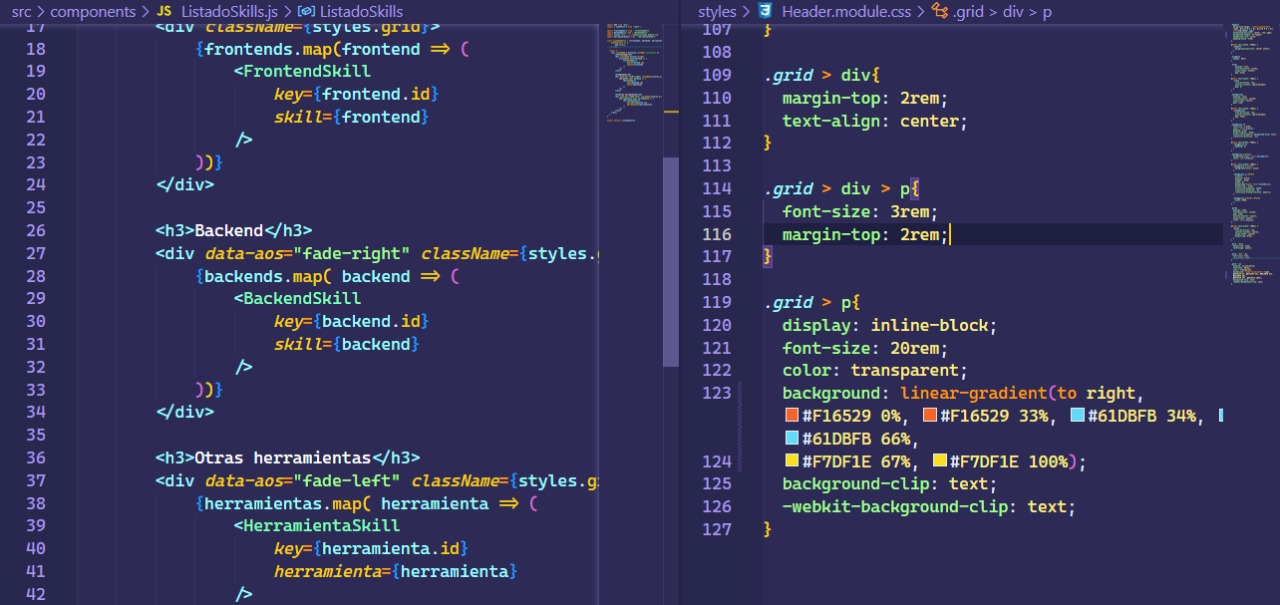 src > components > JS ListadoSkills.js > ListadoSkills
17 <div className={styles.grid}>
18 {frontends.map(frontend => (
19 <FrontendSkill
20 key={frontend.id}
21 skill={frontend}
22 />
23 ))}
24 </div>
25
26 <h3>Backend</h3>
27 <div data-aos="fade-right" className={styles.g
28 {backends.map( backend => (
29 <BackendSkill
30 key={backend.id}
31 skill={backend}
32 />
33 ))}
34 </div>
35
36 <h3>Otras herramientas</h3>
37 <div data-aos="fade-left" className={styles.g
38 {herramientas.map( herramienta => (
39 <HerramientaSkill
40 key={herramienta.id}
41 herramienta={herramienta}
42 />
styles > Header.module.css > .grid > div > p
107 }
108
109 .grid > div{
110 margin-top: 2rem;
111 text-align: center;
112 }
113
114 .grid > div > p{
115 font-size: 3rem;
116 margin-top: 2rem;
117 }
118
119 .grid > p{
120 display: inline-block;
121 font-size: 20rem;
122 color: transparent;
123 background: linear-gradient(to right,
#F16529 0%, #F16529 33%, #61DBFB 34%,
#61DBFB 66%,
124 #F7DF1E 67%, #F7DF1E 100%);
125 background-clip: text;
126 -webkit-background-clip: text;
127 }